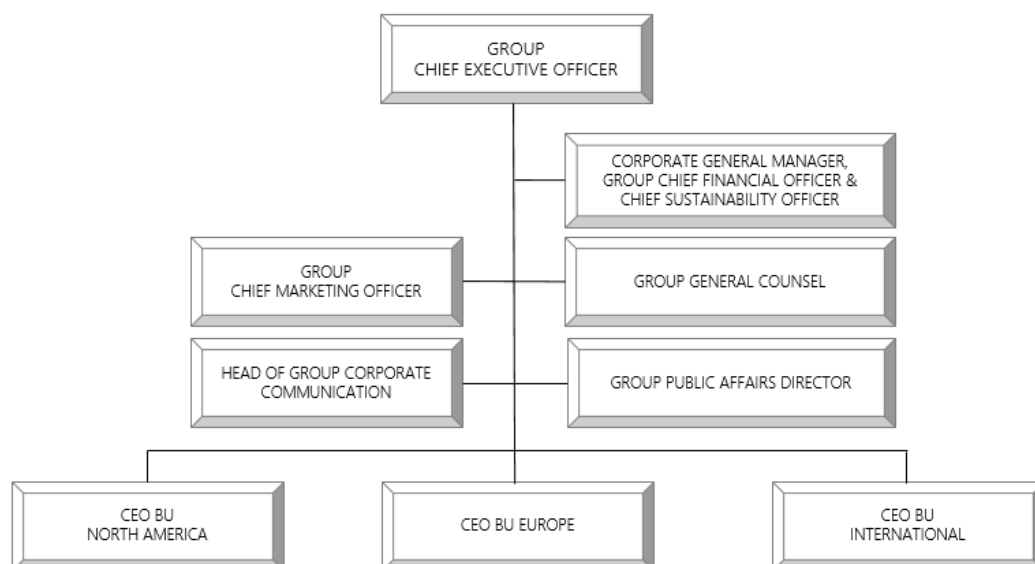 GROUP
CHIEF EXECUTIVE OFFICER
CORPORATE GENERAL MANAGER,
GROUP CHIEF FINANCIAL OFFICER &
CHIEF SUSTAINABILITY OFFICER
GROUP
CHIEF MARKETING OFFICER
GROUP GENERAL COUNSEL
HEAD OF GROUP CORPORATE
COMMUNICATION
GROUP PUBLIC AFFAIRS DIRECTOR
CEO BU
NORTH AMERICA
CEO BU EUROPE
CEO BU
INTERNATIONAL